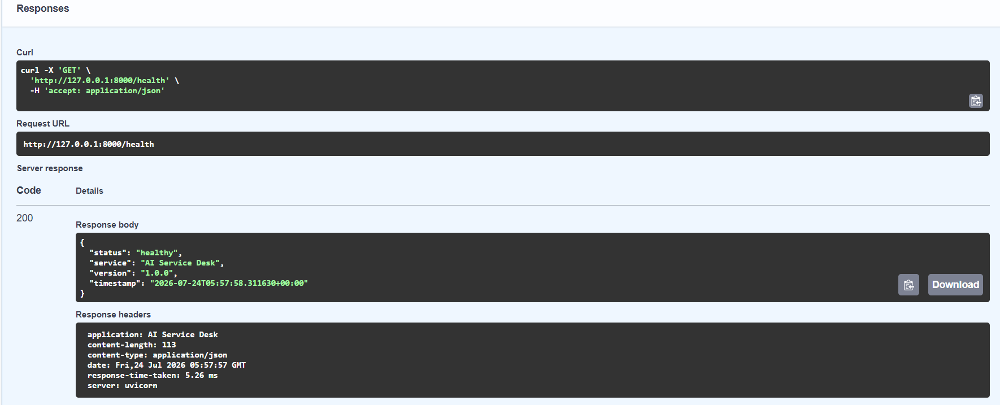 Responses
Curl
curl -X 'GET' \
  'http://127.0.0.1:8000/health' \
  -H 'accept: application/json'
Request URL
http://127.0.0.1:8000/health
Server response
Code Details
200
Response body
{
  "status": "healthy",
  "service": "AI Service Desk",
  "version": "1.0.0",
  "timestamp": "2026-07-24T05:57:58.311630+00:00"
}
Download
Response headers
application: AI Service Desk
content-length: 113
content-type: application/json
date: Fri,24 Jul 2026 05:57:57 GMT
response-time-taken: 5.26 ms
server: uvicorn